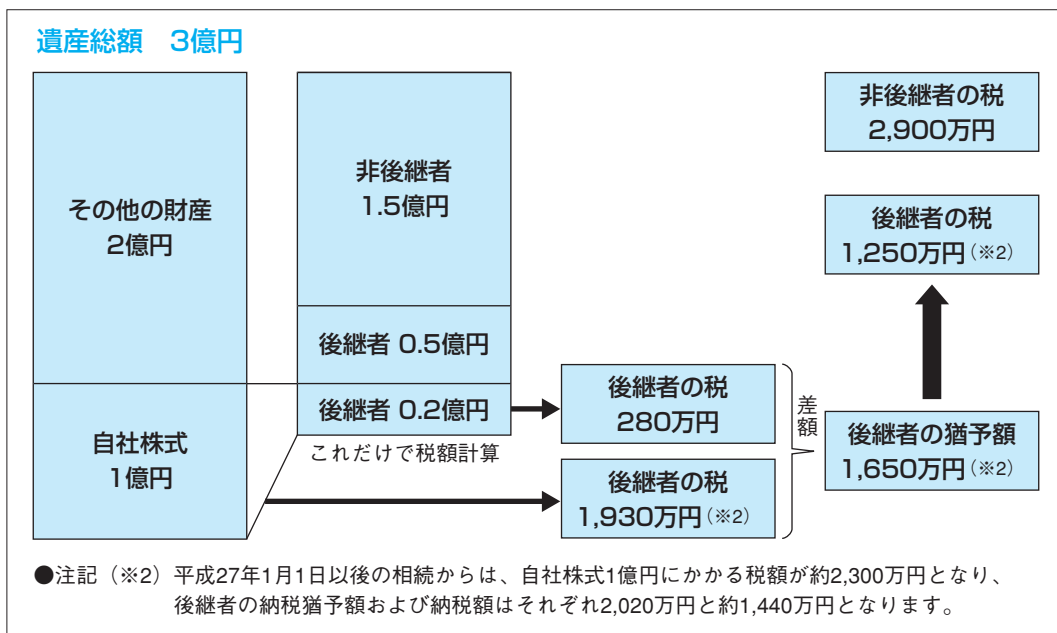 遺産総額 3億円
その他の財産
2億円
自社株式
1億円
非後継者
1.5億円
後継者 0.5億円
後継者 0.2億円
これだけで税額計算
後継者の税
280万円
後継者の税
1,930万円(※2)
差額
非後継者の税
2,900万円
後継者の税
1,250万円(※2)
後継者の猶予額
1,650万円(※2)
●注記(※2)平成27年1月1日以後の相続からは、自社株式1億円にかかる税額が約2,300万円となり、
後継者の納税猶予額および納税額はそれぞれ2,020万円と約1,440万円となります。